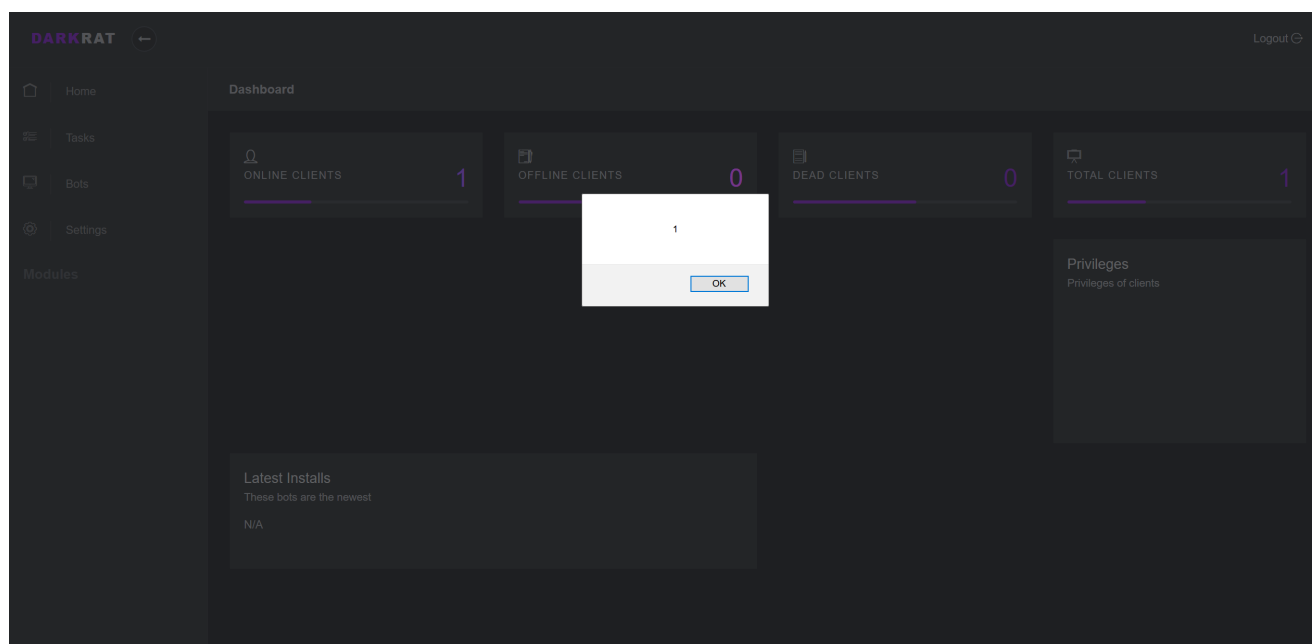 DARKRAT
Logout
Home
Dashboard
Tasks
Bots
Settings
Modules
ONLINE CLIENTS 1
OFFLINE CLIENTS 0
DEAD CLIENTS 0
TOTAL CLIENTS 1
1
OK
Privileges
Privileges of clients
Latest Installs
These bots are the newest
N/A